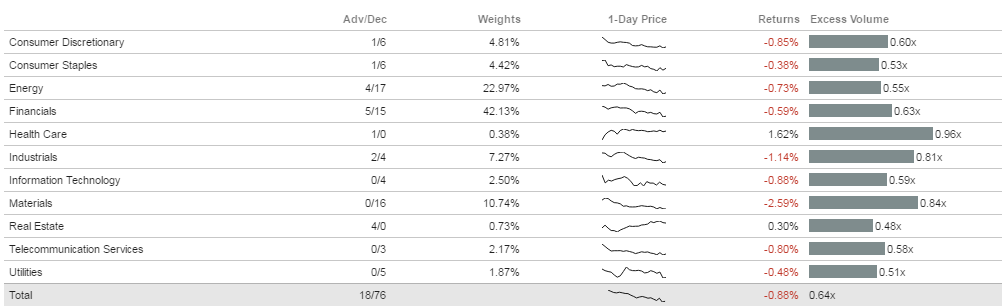 Adv/Dec Weights 1-Day Price Returns Excess Volume
Consumer Discretionary 1/6 4.81% -0.85% 0.60x
Consumer Staples 1/6 4.42% -0.38% 0.53x
Energy 4/17 22.97% -0.73% 0.55x
Financials 5/15 42.13% -0.59% 0.63x
Health Care 1/0 0.38% 1.62% 0.96x
Industrials 2/4 7.27% -1.14% 0.81x
Information Technology 0/4 2.50% -0.88% 0.59x
Materials 0/16 10.74% -2.59% 0.84x
Real Estate 4/0 0.73% 0.30% 0.48x
Telecommunication Services 0/3 2.17% -0.80% 0.58x
Utilities 0/5 1.87% -0.48% 0.51x
Total 18/76 -0.88% 0.64x